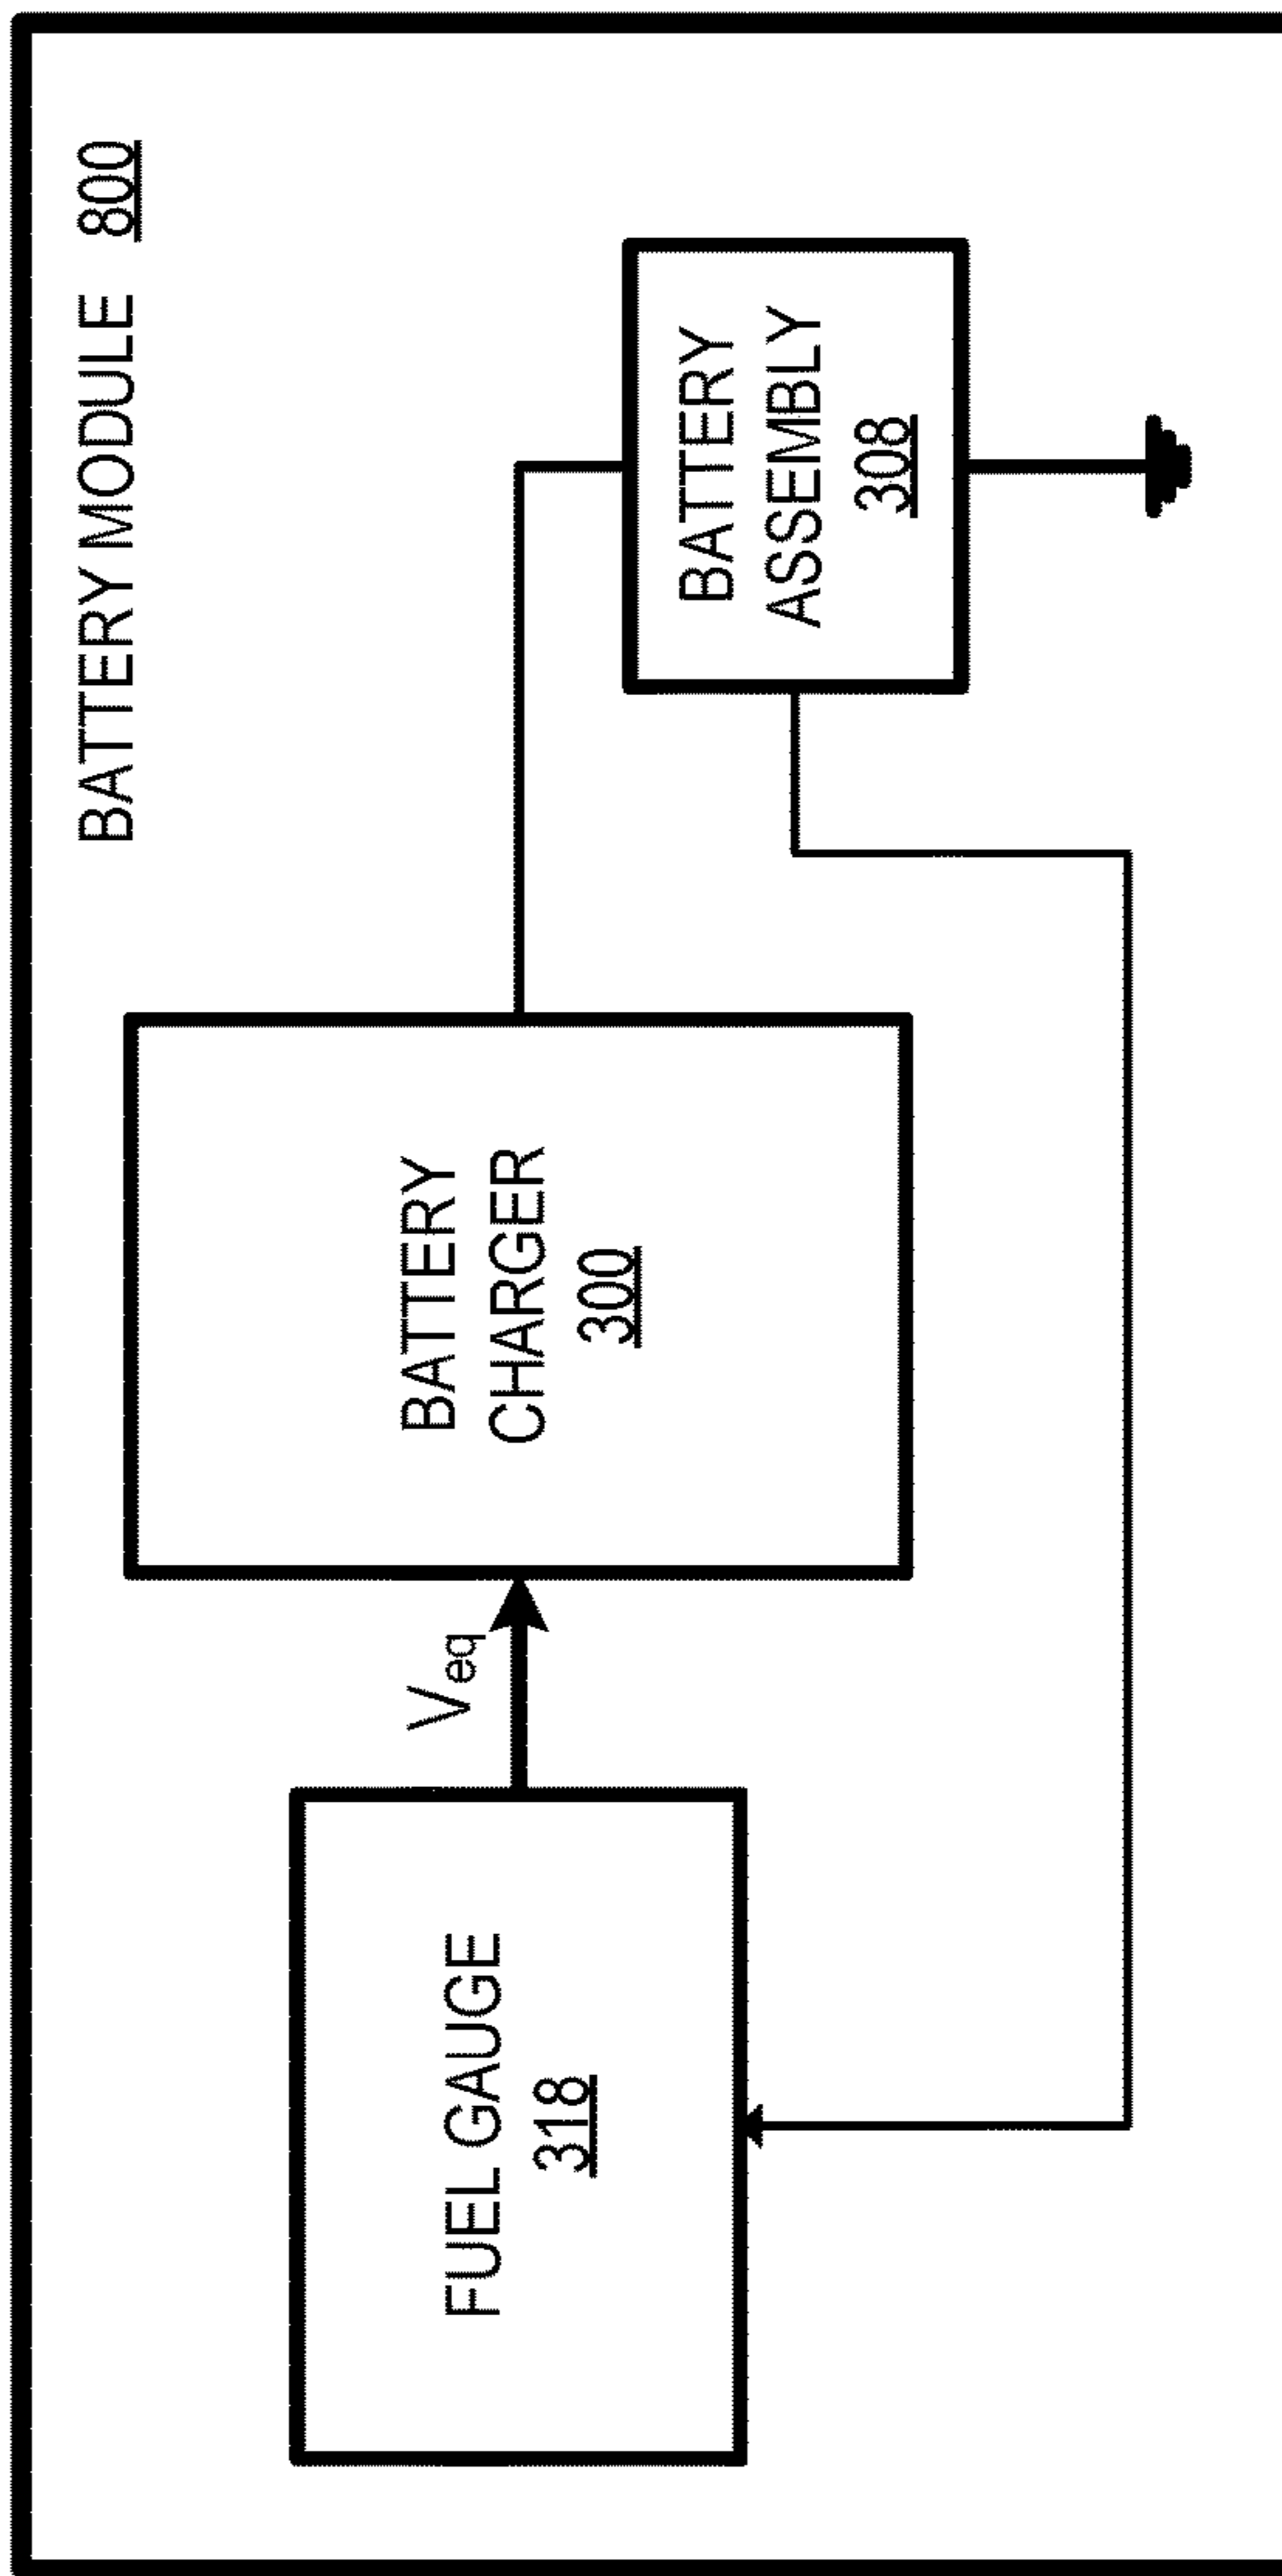 BATTERY MODULE 800
FUEL GAUGE
318
Veq
BATTERY
CHARGER
300
BATTERY
ASSEMBLY
308